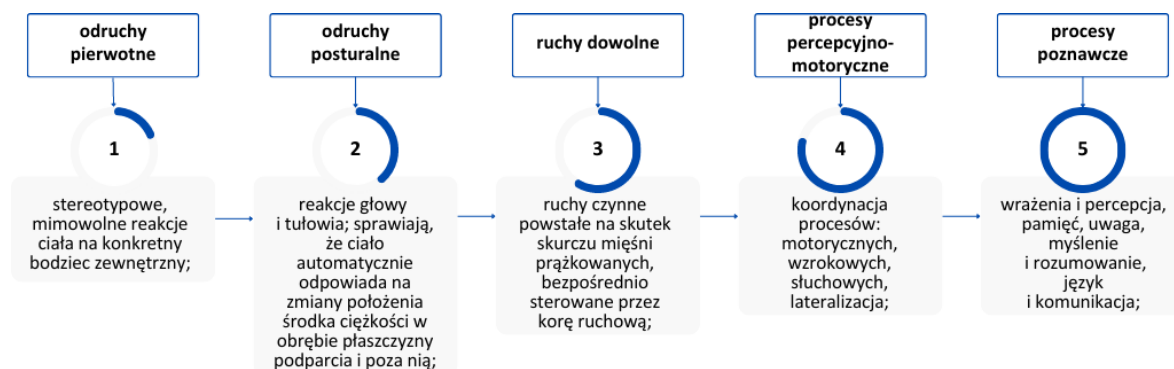 odruchy
pierwotne
1
stereotypowe,
mimowolne reakcje
ciała na konkretny
bodziec zewnętrzny;
odruchy
posturalne
2
reakcje głowy
i tułowia; sprawiają,
że ciało
automatycznie
odpowiada na
zmiany położenia
środka ciężkości w
obrębie płaszczyzny
podparcia i poza nią;
ruchy dowolne
3
ruchy czynne
powstałe na skutek
skurczu mięśni
prążkowanych,
bezpośrednio
sterowane przez
korę ruchową;
procesy
percepcyjno-
motoryczne
4
koordynacja
procesów:
motorycznych,
wzrokowych,
słuchowych,
lateralizacja;
procesy
poznawcze
5
wrażenia i percepcja,
pamięć, uwaga,
myślenie
i rozumowanie,
język
i komunikacja;